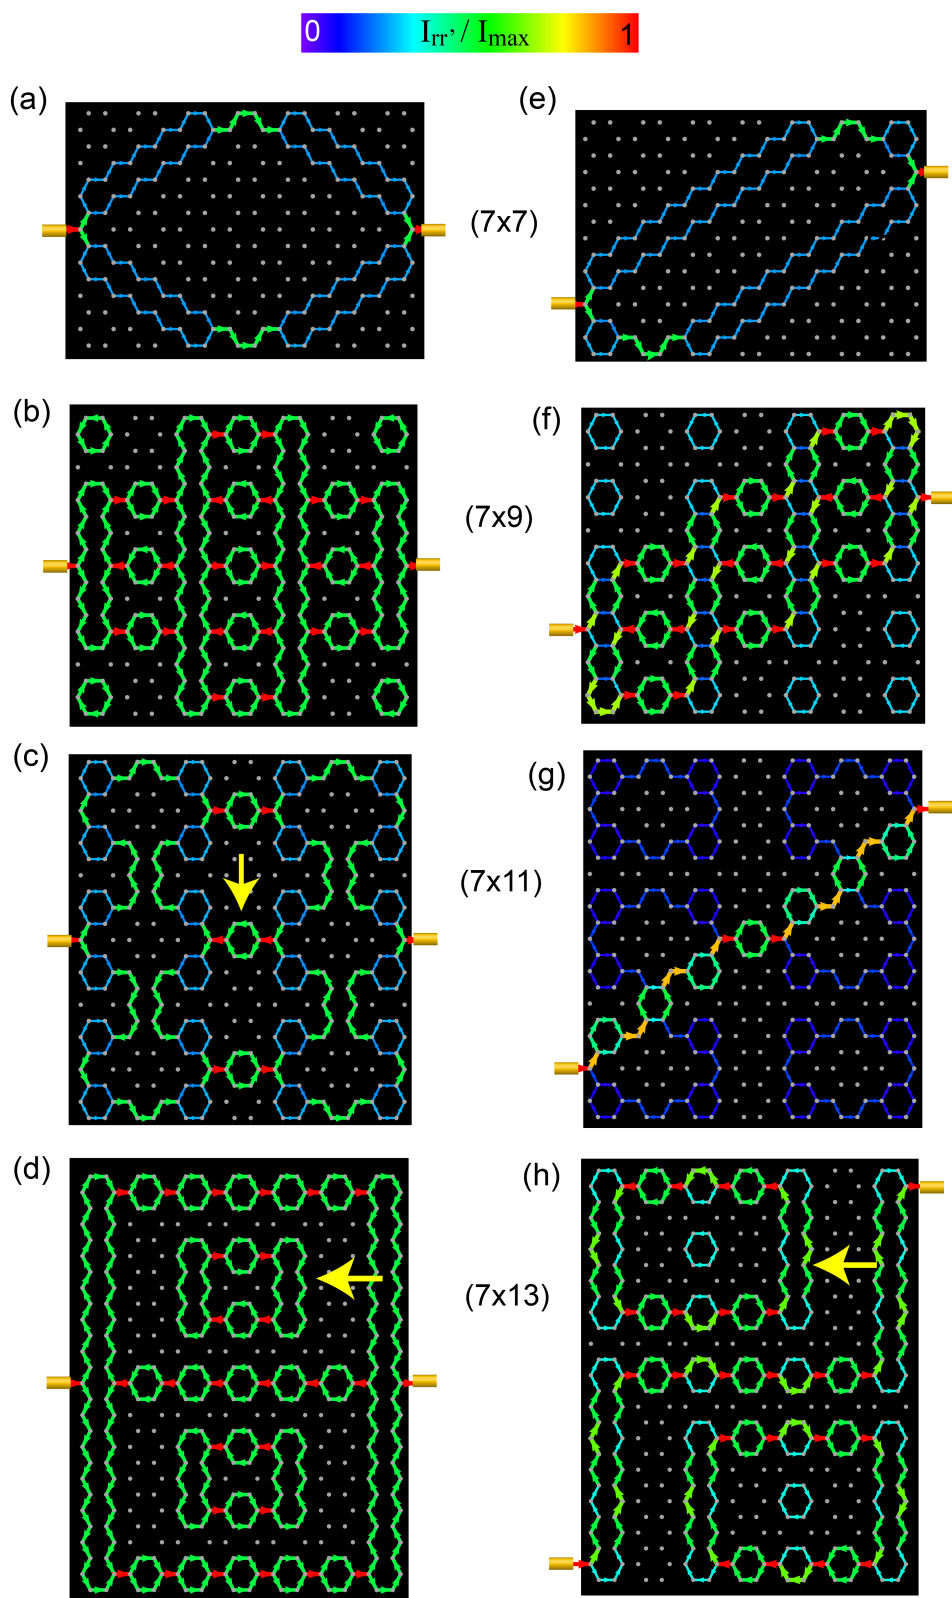 0 Irr’ / Imax 1
(a) (e)
(7x7)
(b) (f)
(7x9)
(c) (g)
(7x11)
(d) (h)
(7x13)